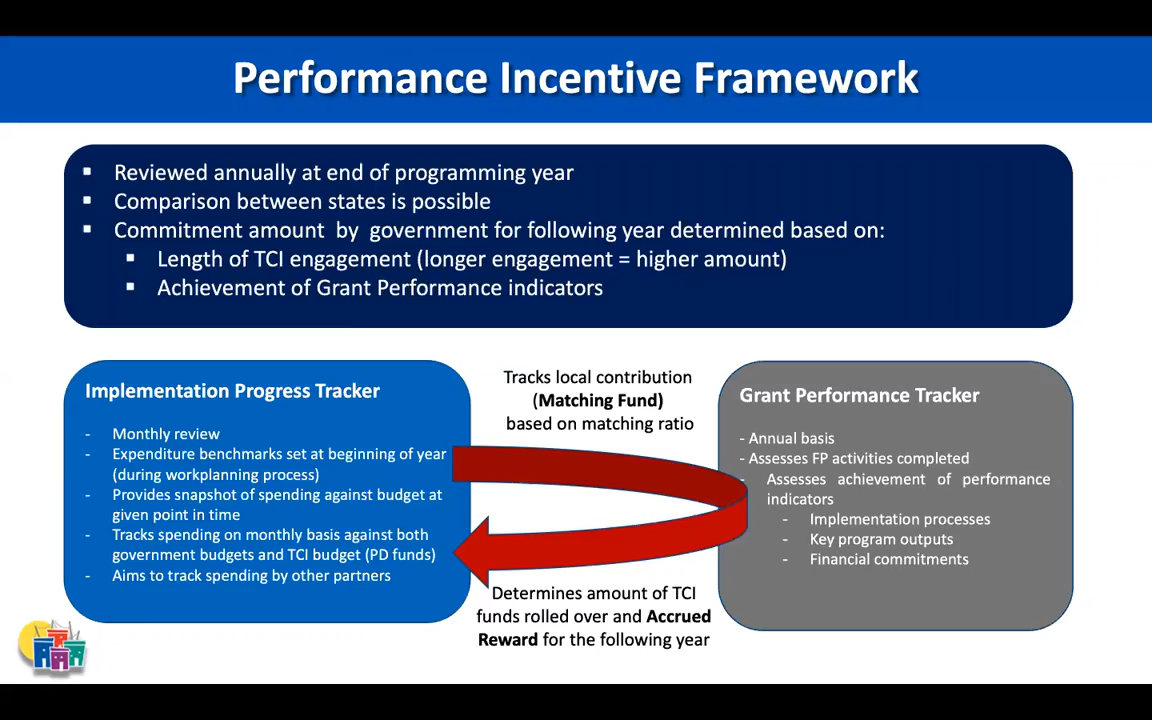 Performance Incentive Framework
▪ Reviewed annually at end of programming year
▪ Comparison between states is possible
▪ Commitment amount by government for following year determined based on:
▪ Length of TCI engagement (longer engagement = higher amount)
▪ Achievement of Grant Performance indicators
Implementation Progress Tracker
- Monthly review
- Expenditure benchmarks set at beginning of year
(during workplanning process)
- Provides snapshot of spending against budget at
given point in time
- Tracks spending on monthly basis against both
government budgets and TCI budget (PD funds)
- Aims to track spending by other partners
Tracks local contribution
(Matching Fund)
based on matching ratio
Determines amount of TCI
funds rolled over and Accrued
Reward for the following year
Grant Performance Tracker
- Annual basis
- Assesses FP activities completed
- Assesses achievement of performance
indicators
- Implementation processes
- Key program outputs
- Financial commitments